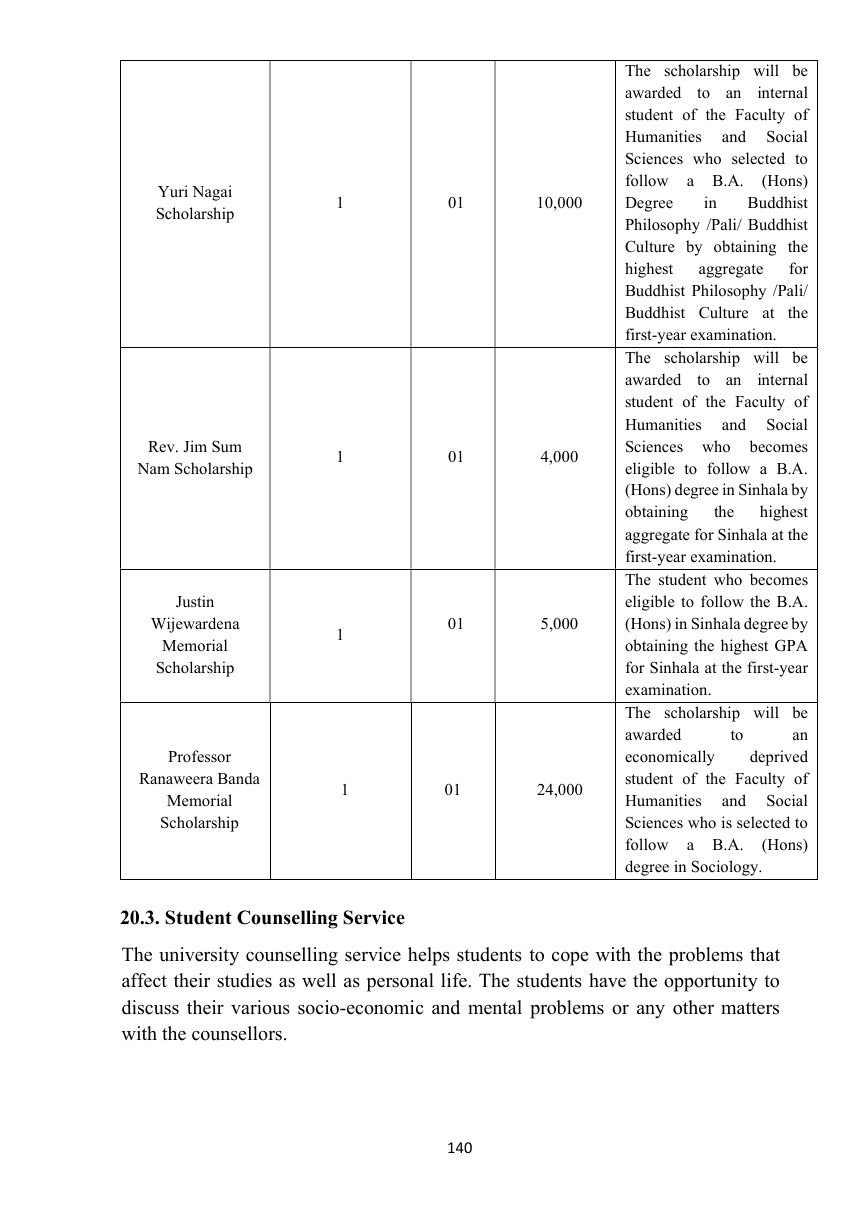 Yuri Nagai
Scholarship
1
01
10,000
The scholarship will be
awarded to an internal
student of the Faculty of
Humanities and Social
Sciences who selected to
follow a B.A. (Hons)
Degree in Buddhist
Philosophy /Pali/ Buddhist
Culture by obtaining the
highest aggregate for
Buddhist Philosophy /Pali/
Buddhist Culture at the
first-year examination.
Rev. Jim Sum
Nam Scholarship
1
01
4,000
The scholarship will be
awarded to an internal
student of the Faculty of
Humanities and Social
Sciences who becomes
eligible to follow a B.A.
(Hons) degree in Sinhala by
obtaining the highest
aggregate for Sinhala at the
first-year examination.
Justin
Wijewardena
Memorial
Scholarship
1
01
5,000
The student who becomes
eligible to follow the B.A.
(Hons) in Sinhala degree by
obtaining the highest GPA
for Sinhala at the first-year
examination.
Professor
Ranaweera Banda
Memorial
Scholarship
1
01
24,000
The scholarship will be
awarded to an
economically deprived
student of the Faculty of
Humanities and Social
Sciences who is selected to
follow a B.A. (Hons)
degree in Sociology.
20.3. Student Counselling Service
The university counselling service helps students to cope with the problems that
affect their studies as well as personal life. The students have the opportunity to
discuss their various socio-economic and mental problems or any other matters
with the counsellors.
140